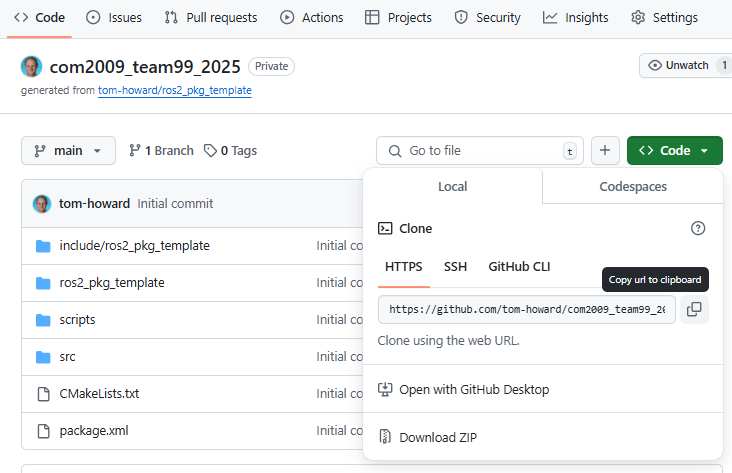 Code Issues Pull requests Actions Projects Security Insights Settings
com2009_team99_2025 Private
Unwatch 1
generated from tom-howard/ros2_pkg_template
main 1 Branch 0 Tags Go to file t Code
Local Codespaces
tom-howard Initial commit
Clone
include/ros2_pkg_template Initial co
HTTPS SSH GitHub CLI
Copy url to clipboard
ros2_pkg_template Initial co
https://github.com/tom-howard/com2009_team99_20
scripts Initial co
Clone using the web URL.
src Initial co
Open with GitHub Desktop
CMakeLists.txt Initial co
package.xml Initial co
Download ZIP